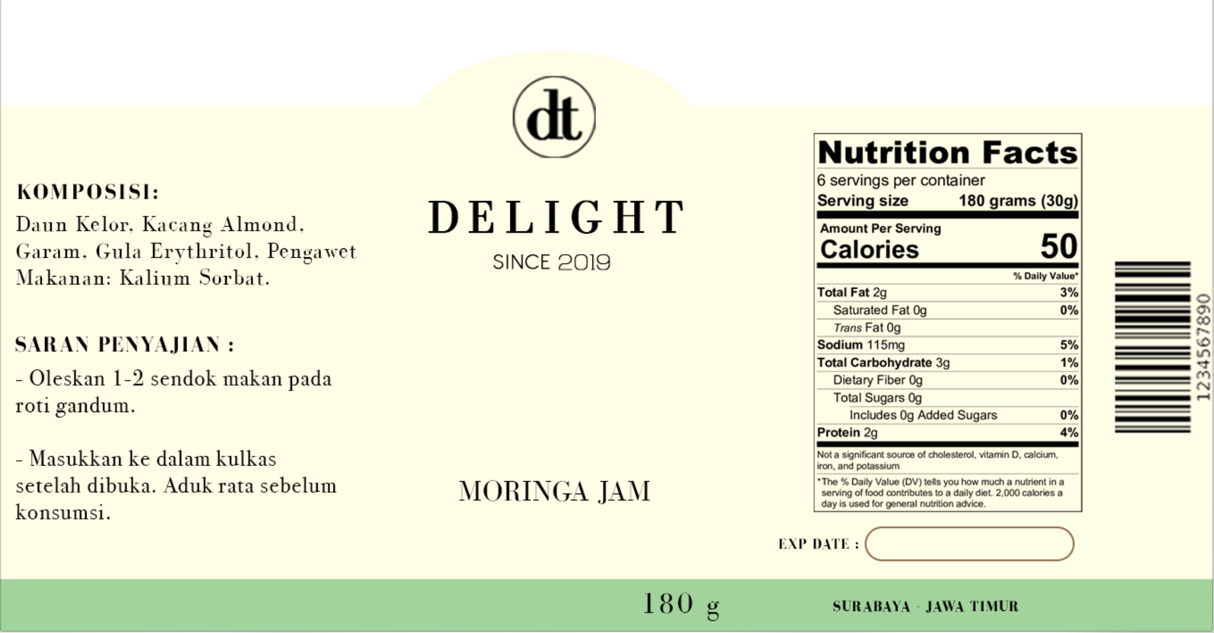 KOMPOSISI:
Daun Kelor, Kacang Almond,
Garam, Gula Erythritol, Pengawet
Makanan: Kalium Sorbat.
SARAN PENYAJIAN :
- Oleskan 1-2 sendok makan pada
roti gandum.
- Masukkan ke dalam kulkas
setelah dibuka. Aduk rata sebelum
konsumsi.
dt
DELIGHT
SINCE 2019
MORINGA JAM
180 g
Nutrition Facts
6 servings per container
Serving size 180 grams (30g)
Amount Per Serving
Calories 50
% Daily Value*
Total Fat 2g 3%
Saturated Fat 0g 0%
Trans Fat 0g
Sodium 115mg 5%
Total Carbohydrate 3g 1%
Dietary Fiber 0g 0%
Total Sugars 0g
Includes 0g Added Sugars 0%
Protein 2g 4%
Not a significant source of cholesterol, vitamin D, calcium,
iron, and potassium
*The % Daily Value (DV) tells you how much a nutrient in a
serving of food contributes to a daily diet. 2,000 calories a
day is used for general nutrition advice.
EXP DATE :
SURABAYA - JAWA TIMUR
1234567890